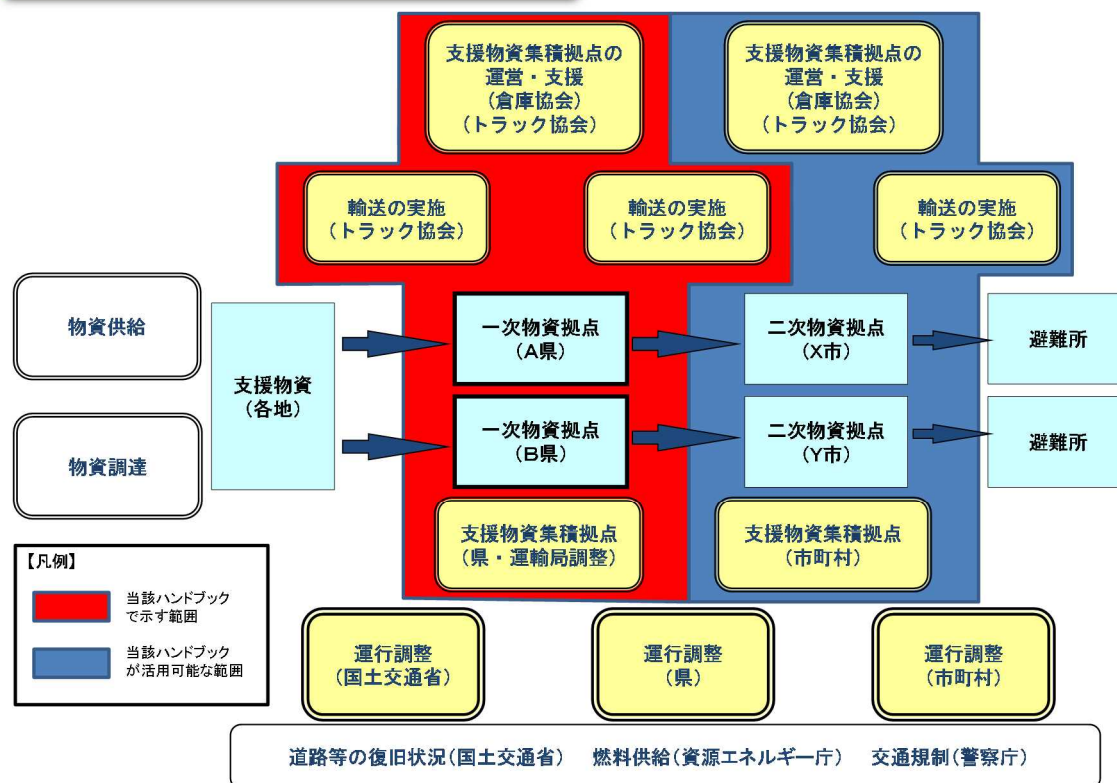 支援物資集積拠点の
運営・支援
(倉庫協会)
(トラック協会)
支援物資集積拠点の
運営・支援
(倉庫協会)
(トラック協会)
輸送の実施
(トラック協会)
輸送の実施
(トラック協会)
輸送の実施
(トラック協会)
物資供給
物資調達
支援物資
(各地)
一次物資拠点
(A県)
二次物資拠点
(X市)
避難所
一次物資拠点
(B県)
二次物資拠点
(Y市)
避難所
支援物資集積拠点
(県・運輸局調整)
支援物資集積拠点
(市町村)
【凡例】
当該ハンドブック
で示す範囲
当該ハンドブック
が活用可能な範囲
運行調整
(国土交通省)
運行調整
(県)
運行調整
(市町村)
道路等の復旧状況(国土交通省) 燃料供給(資源エネルギー庁) 交通規制(警察庁)